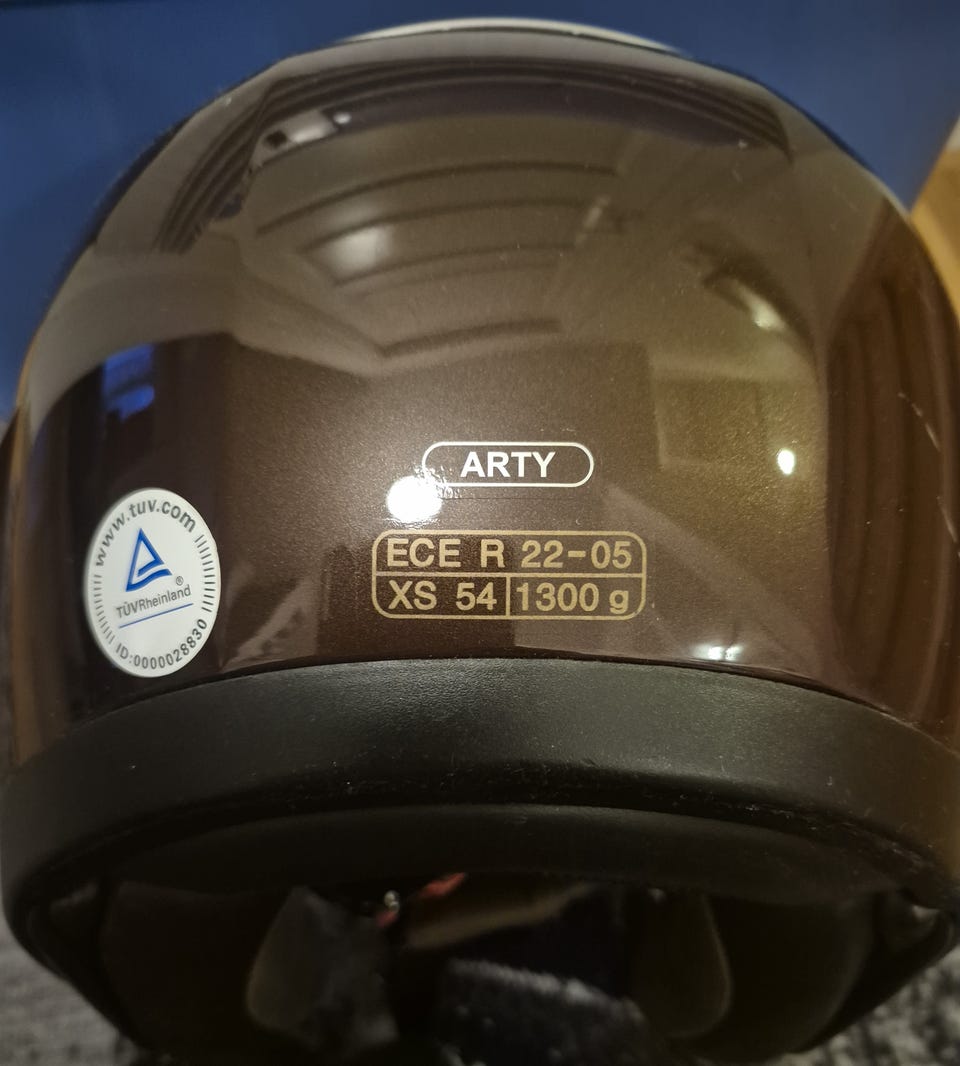 ARTY
ECE R 22-05
XS 54 1300 g
www.tuv.com
®
TÜVRheinland
ID:0000028830